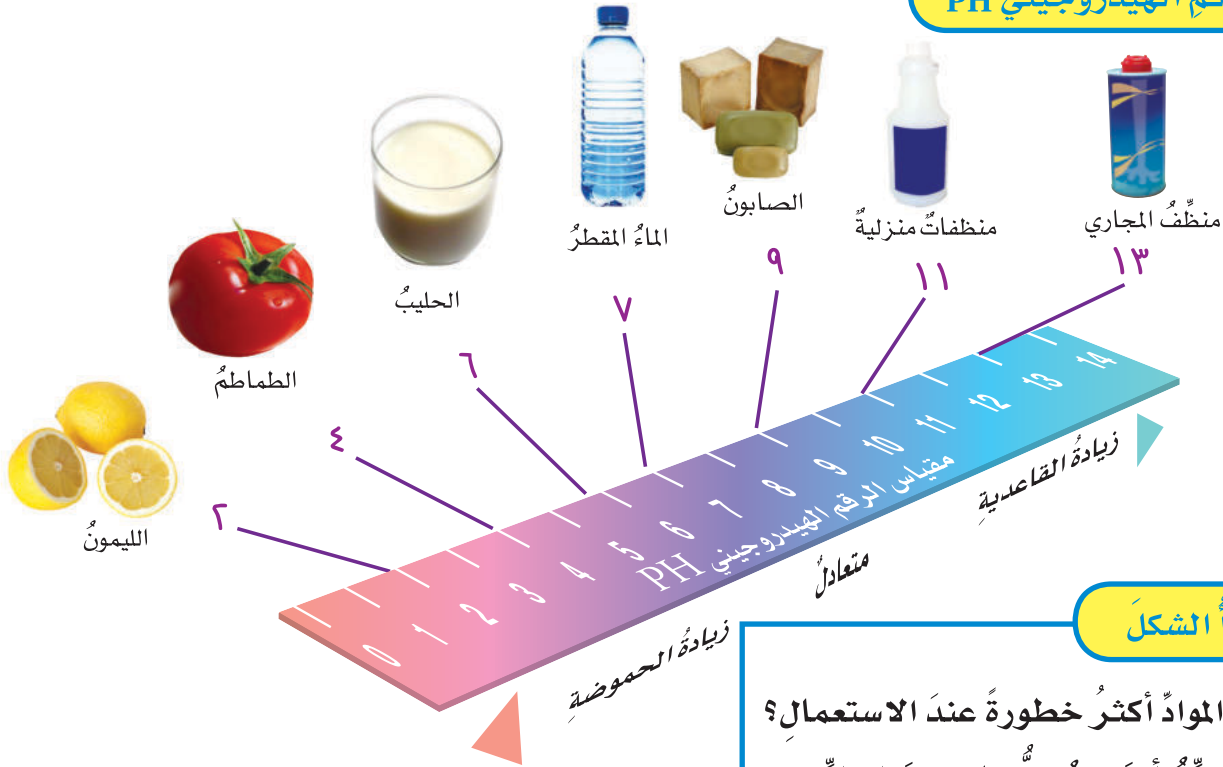 الهيدروجيني PH
منظِّفُ المجاري
١٣
منظفاتٌ منزليةٌ
١١
الصابونُ
٩
الماءُ المقطرُ
٧
الحليبُ
٦
الطماطمُ
٤
الليمونُ
٢
0 1 2 3 4 5 6 7 8 9 10 11 12 13 14
مقياس الرقم الهيدروجيني PH
زيادةُ الحموضةِ
متعادلٌ
زيادةُ القاعديةِ
الشكلَ
الموادِّ أكثرُ خطورةً عندَ الاستعمالِ؟